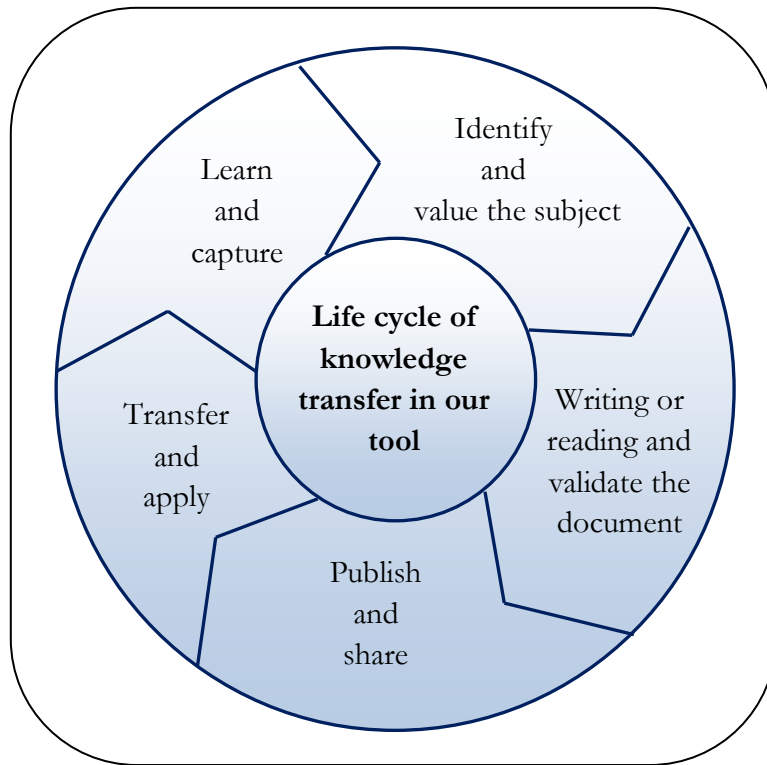 Identify
and
value the subject
Learn
and
capture
Life cycle of
knowledge
transfer in our
tool
Writing or
reading and
validate the
document
Transfer
and
apply
Publish
and
share